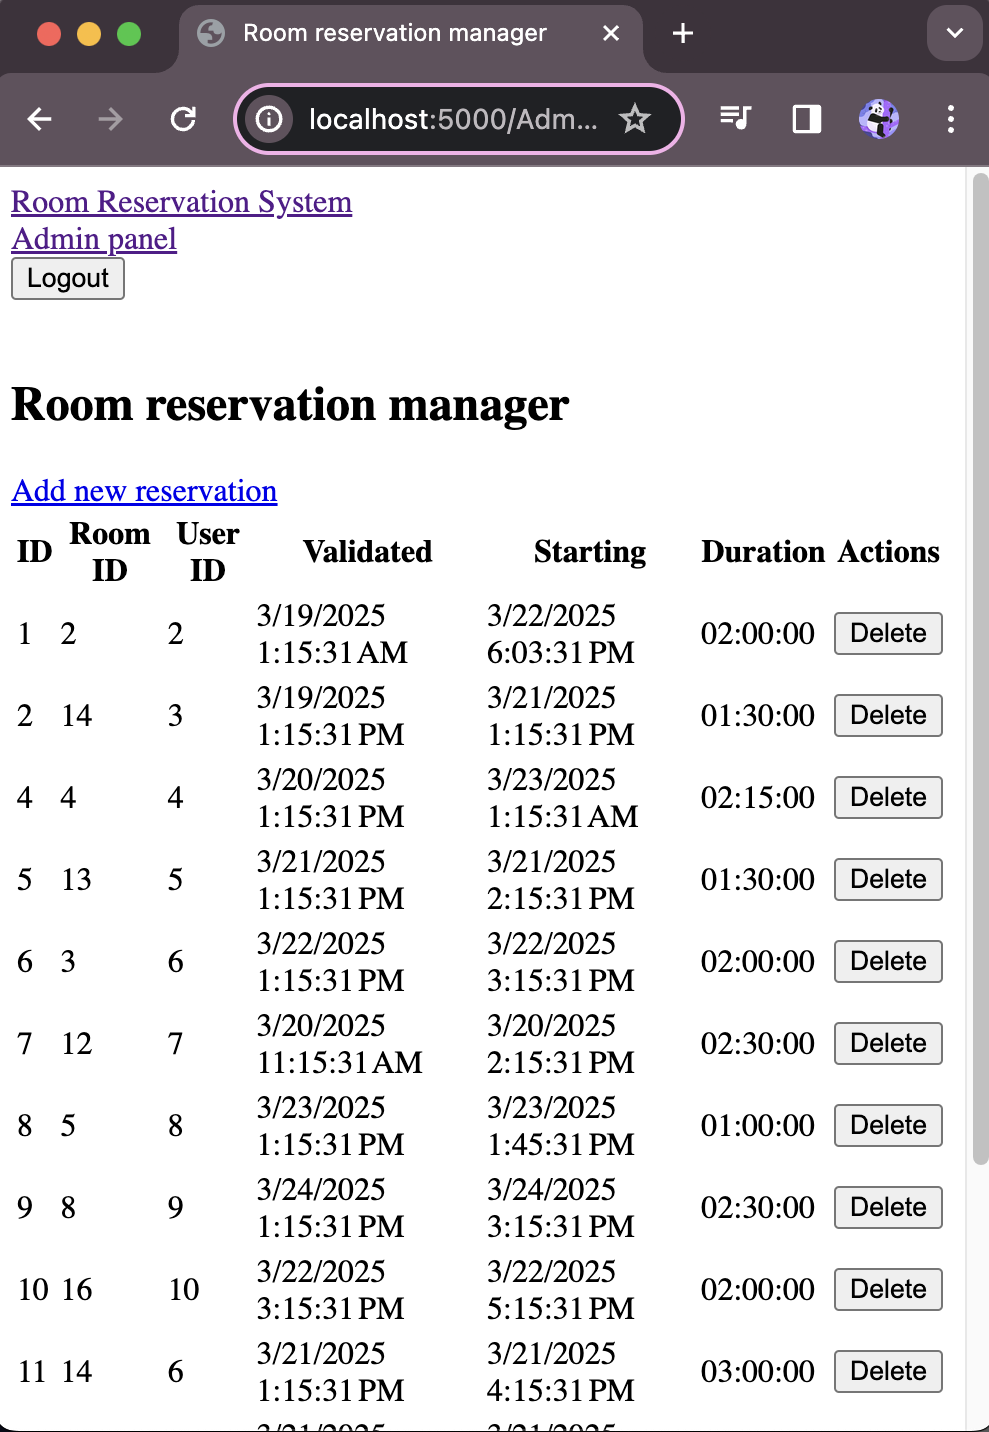 Room reservation manager
localhost:5000/Adm...
Room Reservation System
Admin panel
Logout
Room reservation manager
Add new reservation
ID Room ID User ID Validated Starting Duration Actions
1 2 2 3/19/2025 1:15:31 AM 3/22/2025 6:03:31 PM 02:00:00 Delete
2 14 3 3/19/2025 1:15:31 PM 3/21/2025 1:15:31 PM 01:30:00 Delete
4 4 4 3/20/2025 1:15:31 PM 3/23/2025 1:15:31 AM 02:15:00 Delete
5 13 5 3/21/2025 1:15:31 PM 3/21/2025 2:15:31 PM 01:30:00 Delete
6 3 6 3/22/2025 1:15:31 PM 3/22/2025 3:15:31 PM 02:00:00 Delete
7 12 7 3/20/2025 11:15:31 AM 3/20/2025 2:15:31 PM 02:30:00 Delete
8 5 8 3/23/2025 1:15:31 PM 3/23/2025 1:45:31 PM 01:00:00 Delete
9 8 9 3/24/2025 1:15:31 PM 3/24/2025 3:15:31 PM 02:30:00 Delete
10 16 10 3/22/2025 3:15:31 PM 3/22/2025 5:15:31 PM 02:00:00 Delete
11 14 6 3/21/2025 1:15:31 PM 3/21/2025 4:15:31 PM 03:00:00 Delete